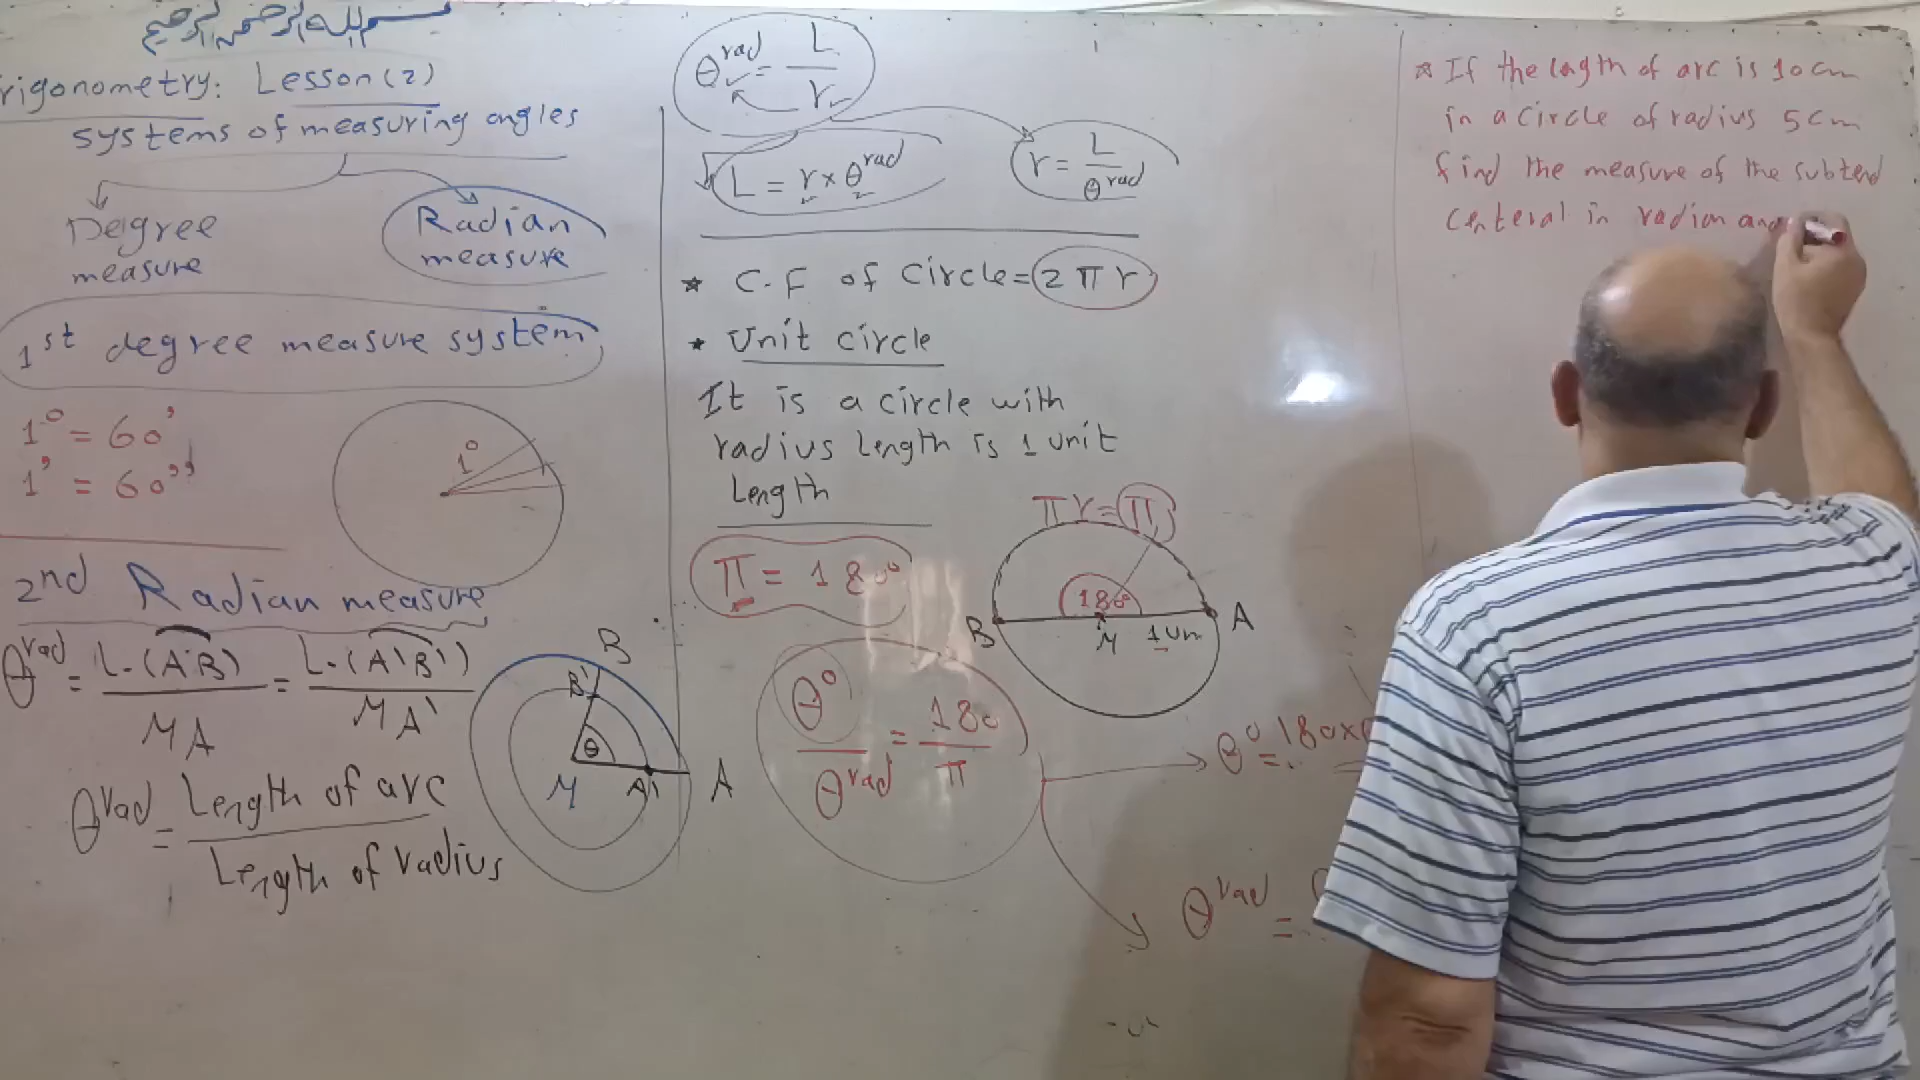 بسم الله الرحمن الرحيم
rigonometry: Lesson (2)
systems of measuring angles
Degree measure
Radian measure
1st degree measure system
1° = 60'
1' = 60''
1°
2nd Radian measure
θ^rad = L.(AB) / MA = L.(A'B') / MA'
θ^rad = Length of arc / Length of radius
B
B'
θ
M
A'
A
θ^rad = L / r
L = r × θ^rad
r = L / θ^rad
* C.F of circle = 2πr
* Unit circle
It is a circle with
radius length is 1 unit
Length
π = 180°
πr = π
180°
B
M
1 un
A
θ° / θ^rad = 180 / π
θ° = 180×
θ^rad =
* If the length of arc is 10 cm
in a circle of radius 5 cm
find the measure of the subtend
centeral in radian and